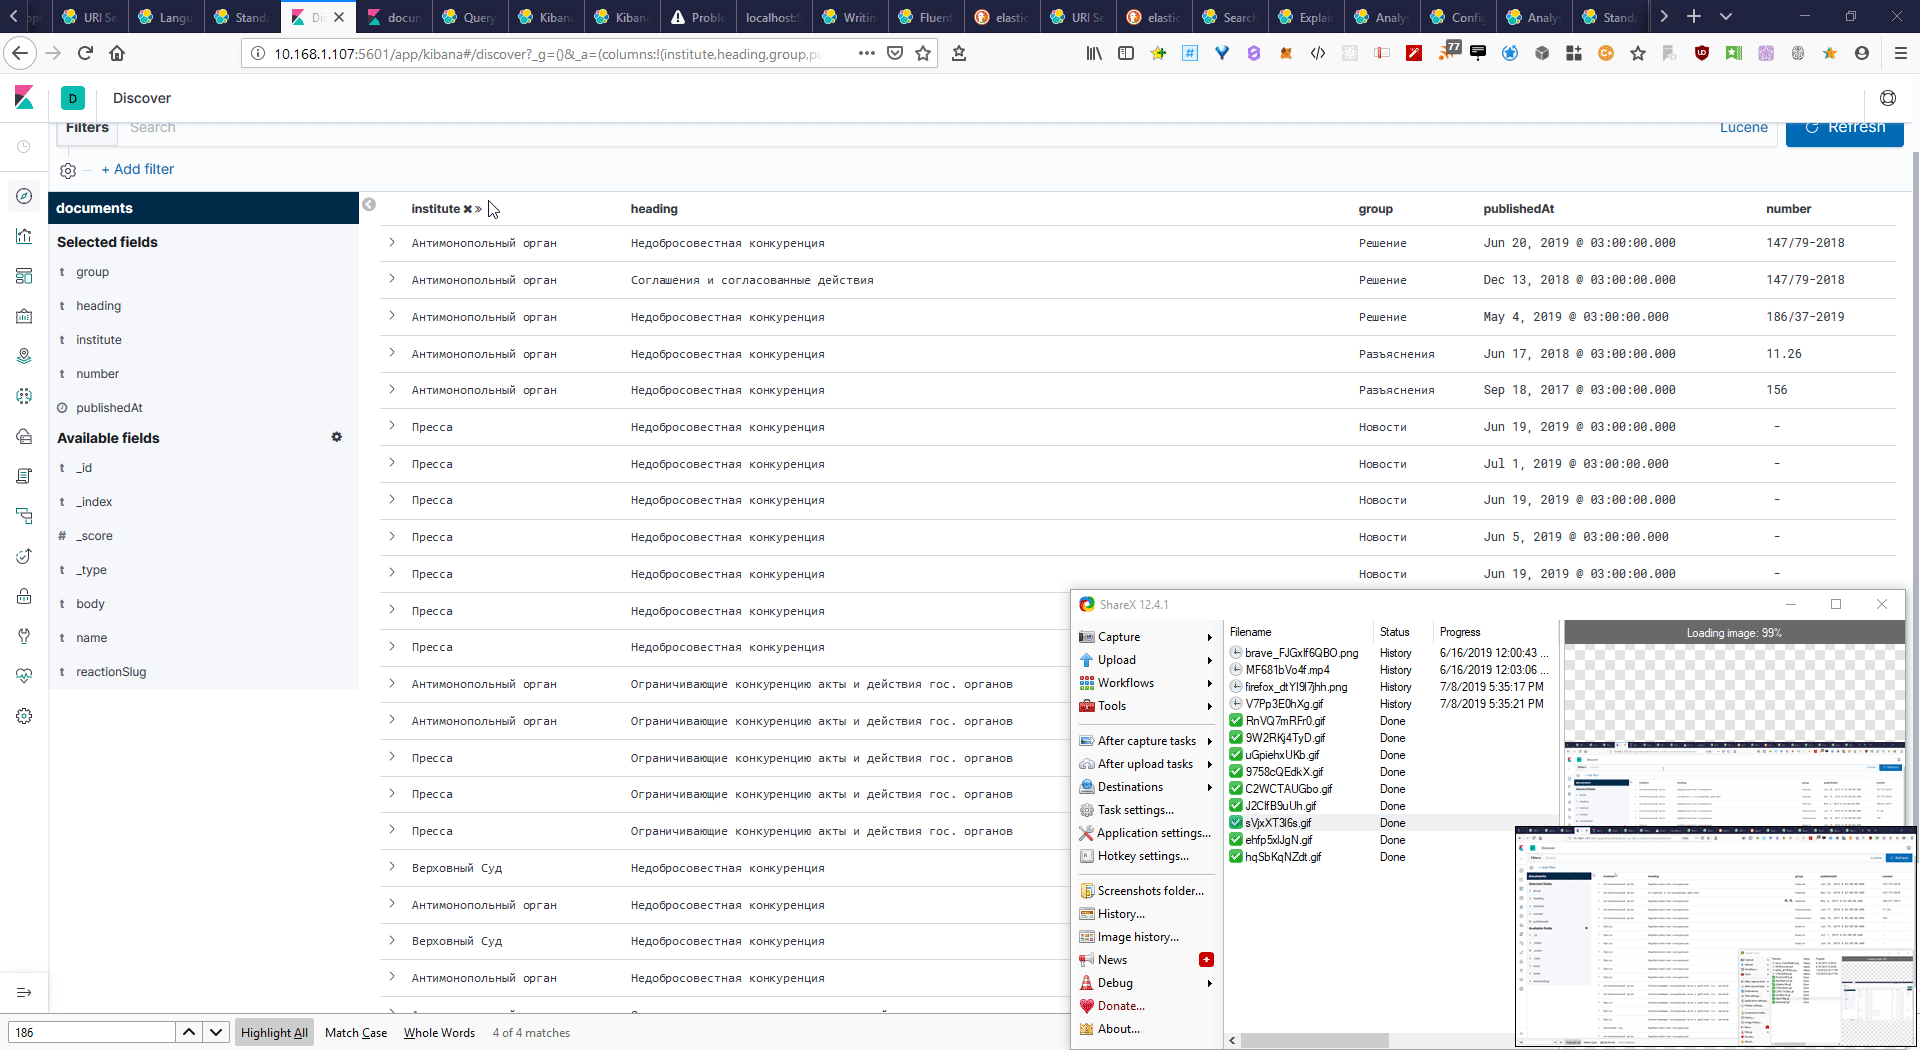 URI Se
Langu
Standa
Di
docun
Query
Kiban
Kiban
Proble
localhost:5
Writin
Fluent
elastic
URI Se
elastic
Search
Explai
Analy
Config
Analys
Stand
10.168.1.107:5601/app/kibana#/discover?_g=()&_a=(columns:!(institute,heading,group,pu
77
D
Discover
Filters
Search
Lucene
Refresh
+ Add filter
documents
Selected fields
t group
t heading
t institute
t number
publishedAt
Available fields
t _id
t _index
# _score
t _type
t body
t name
t reactionSlug
institute heading group publishedAt number
Антимонопольный орган Недобросовестная конкуренция Решение Jun 20, 2019 @ 03:00:00.000 147/79-2018
Антимонопольный орган Соглашения и согласованные действия Решение Dec 13, 2018 @ 03:00:00.000 147/79-2018
Антимонопольный орган Недобросовестная конкуренция Решение May 4, 2019 @ 03:00:00.000 186/37-2019
Антимонопольный орган Недобросовестная конкуренция Разъяснения Jun 17, 2018 @ 03:00:00.000 11.26
Антимонопольный орган Недобросовестная конкуренция Разъяснения Sep 18, 2017 @ 03:00:00.000 156
Пресса Недобросовестная конкуренция Новости Jun 19, 2019 @ 03:00:00.000 -
Пресса Недобросовестная конкуренция Новости Jul 1, 2019 @ 03:00:00.000 -
Пресса Недобросовестная конкуренция Новости Jun 19, 2019 @ 03:00:00.000 -
Пресса Недобросовестная конкуренция Новости Jun 5, 2019 @ 03:00:00.000 -
Пресса Недобросовестная конкуренция Новости Jun 19, 2019 @ 03:00:00.000 -
Пресса Недобросовестная конкуренция
Пресса Недобросовестная конкуренция
Антимонопольный орган Ограничивающие конкуренцию акты и действия гос. органов
Антимонопольный орган Ограничивающие конкуренцию акты и действия гос. органов
Пресса Ограничивающие конкуренцию акты и действия гос. органов
Пресса Ограничивающие конкуренцию акты и действия гос. органов
Пресса Ограничивающие конкуренцию акты и действия гос. органов
Верховный Суд Недобросовестная конкуренция
Антимонопольный орган Недобросовестная конкуренция
Верховный Суд Недобросовестная конкуренция
Антимонопольный орган Недобросовестная конкуренция
ShareX 12.4.1
Capture
Upload
Workflows
Tools
After capture tasks
After upload tasks
Destinations
Task settings...
Application settings...
Hotkey settings...
Screenshots folder...
History...
Image history...
News
Debug
Donate...
About...
Filename Status Progress
brave_FJGxIf6QBO.png History 6/16/2019 12:00:43 ...
MF681bVo4f.mp4 History 6/16/2019 12:03:06 ...
firefox_dtYI9I7jhh.png History 7/8/2019 5:35:17 PM
V7Pp3E0hXg.gif History 7/8/2019 5:35:21 PM
RnVQ7mRFr0.gif Done
9W2RKj4TyD.gif Done
uGpiehxUKb.gif Done
9758cQEdkX.gif Done
C2WCTAUGbo.gif Done
J2CIfB9uUh.gif Done
sVjxXT3l6s.gif Done
ehfp5xlJgN.gif Done
hqSbKqNZdt.gif Done
Loading image: 99%
186
Highlight All
Match Case
Whole Words
4 of 4 matches